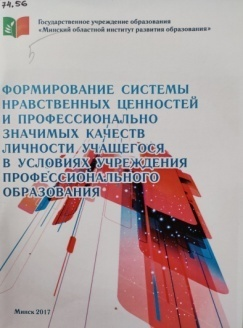 74.56
Государственное учреждение образования
«Минский областной институт развития образования»
ФОРМИРОВАНИЕ СИСТЕМЫ
НРАВСТВЕННЫХ ЦЕННОСТЕЙ
И ПРОФЕССИОНАЛЬНО
ЗНАЧИМЫХ КАЧЕСТВ
ЛИЧНОСТИ УЧАЩЕГОСЯ
В УСЛОВИЯХ УЧРЕЖДЕНИЯ
ПРОФЕССИОНАЛЬНОГО
ОБРАЗОВАНИЯ
Минск 2017